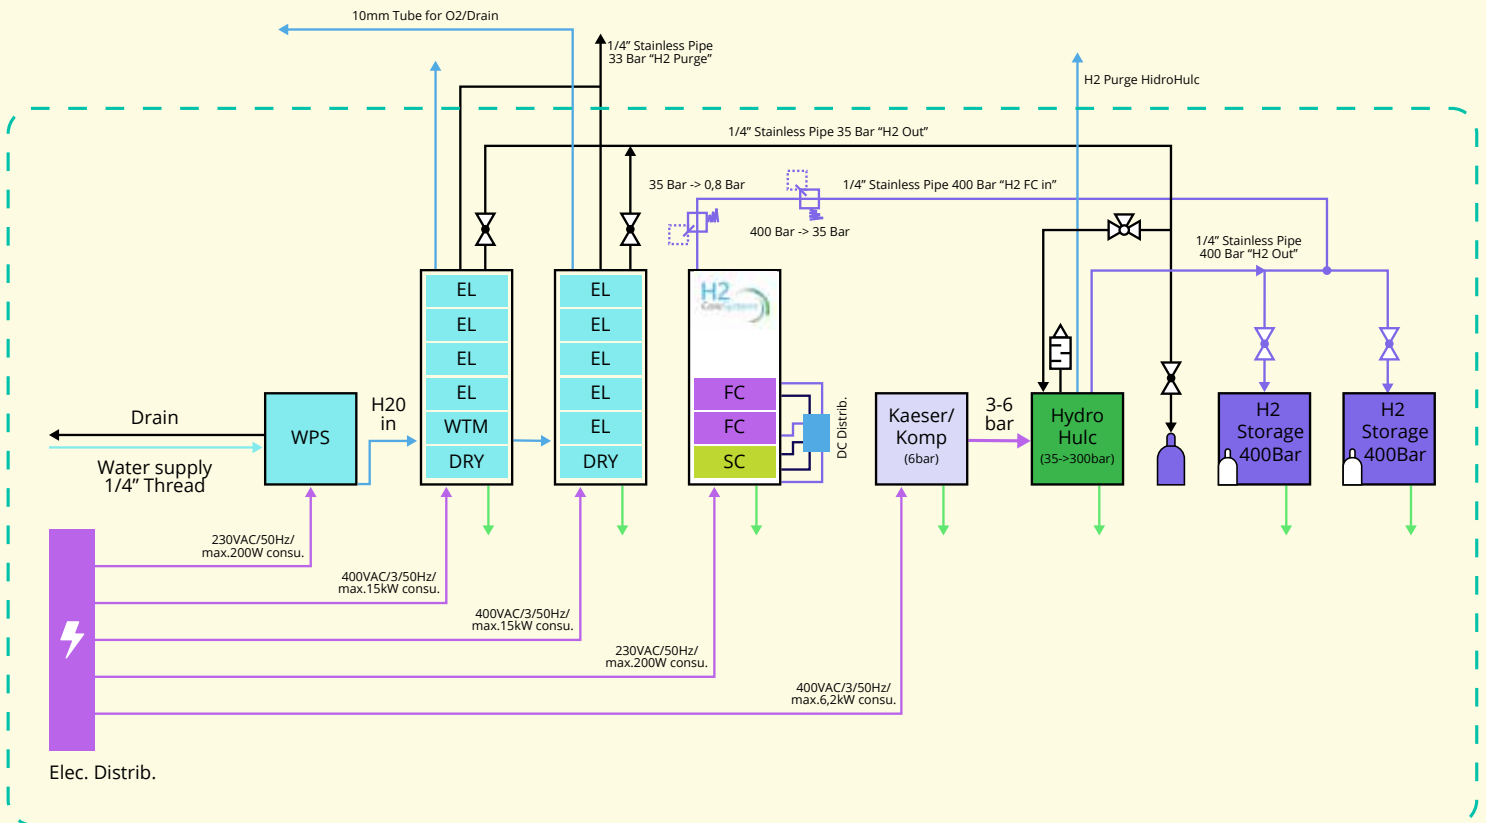 10mm Tube for O2/Drain
1/4” Stainless Pipe
33 Bar “H2 Purge”
H2 Purge HidroHulc
1/4” Stainless Pipe 35 Bar “H2 Out”
35 Bar -> 0,8 Bar
1/4” Stainless Pipe 400 Bar “H2 FC in”
400 Bar -> 35 Bar
1/4” Stainless Pipe
400 Bar “H2 Out”
EL
EL
EL
EL
WTM
DRY
EL
EL
EL
EL
EL
DRY
H2
FC
FC
SC
DC Distrib.
Drain
Water supply
1/4” Thread
WPS
H20
in
Kaeser/
Komp
(6bar)
3-6
bar
Hydro
Hulc
(35->300bar)
H2
Storage
400Bar
H2
Storage
400Bar
230VAC/50Hz/
max.200W consu.
400VAC/3/50Hz/
max.15kW consu.
400VAC/3/50Hz/
max.15kW consu.
230VAC/50Hz/
max.200W consu.
400VAC/3/50Hz/
max.6,2kW consu.
Elec. Distrib.